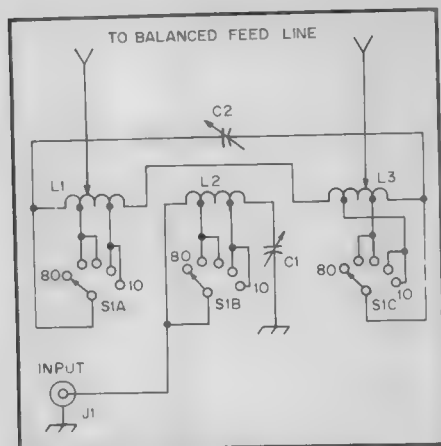 TO BALANCED FEED LINE
C2
L1
L2
L3
80
10
S1A
80
10
S1B
C1
80
10
S1C
INPUT
J1